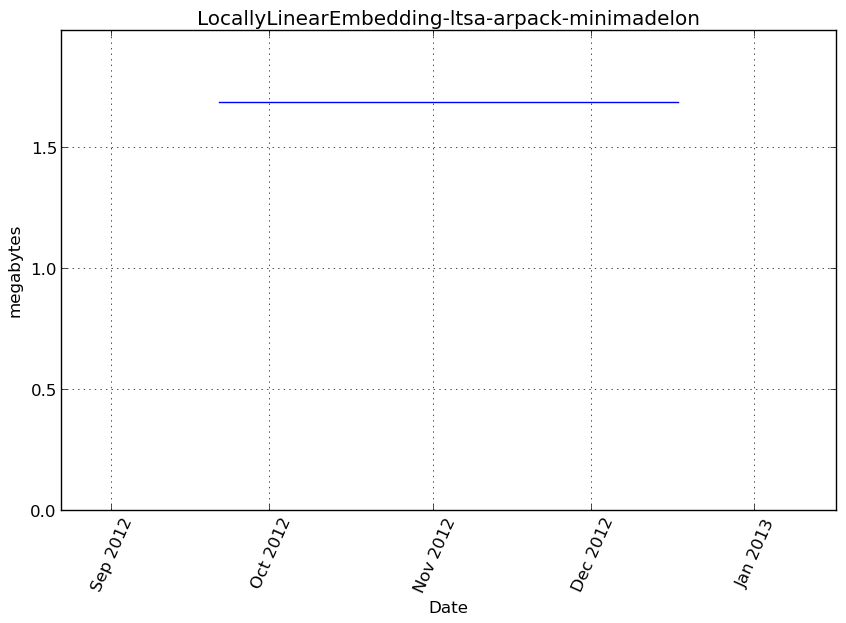 LocallyLinearEmbedding-ltsa-arpack-minimadelon
megabytes
1.5
1.0
0.5
0.0
Sep 2012
Oct 2012
Nov 2012
Dec 2012
Jan 2013
Date